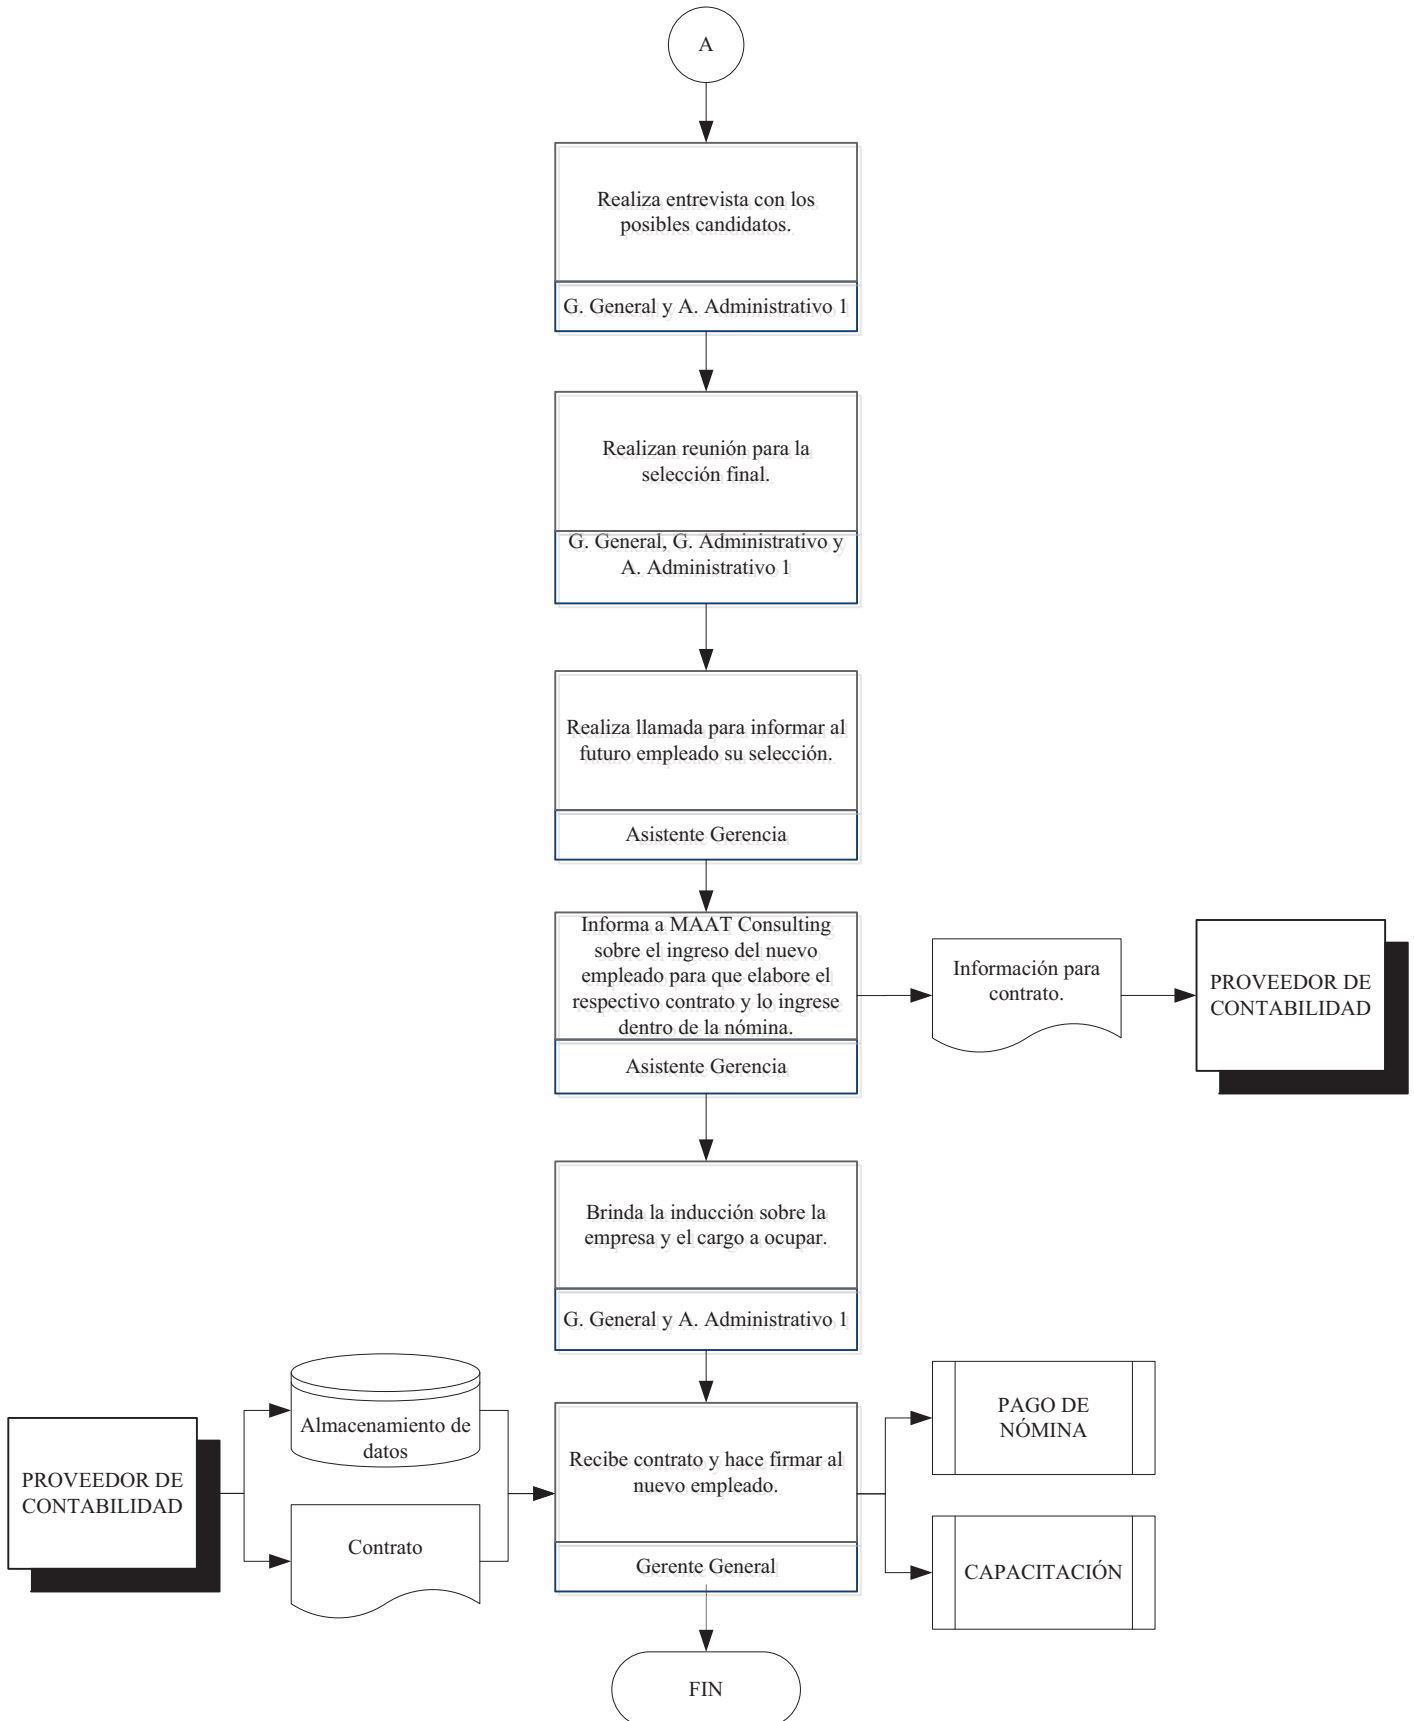 A
Realiza entrevista con los
posibles candidatos.
G. General y A. Administrativo 1
Realizan reunión para la
selección final.
G. General, G. Administrativo y
A. Administrativo 1
Realiza llamada para informar al
futuro empleado su selección.
Asistente Gerencia
Informa a MAAT Consulting
sobre el ingreso del nuevo
empleado para que elabore el
respectivo contrato y lo ingrese
dentro de la nómina.
Asistente Gerencia
Información para
contrato.
PROVEEDOR DE
CONTABILIDAD
Brinda la inducción sobre la
empresa y el cargo a ocupar.
G. General y A. Administrativo 1
PROVEEDOR DE
CONTABILIDAD
Almacenamiento de
datos
Contrato
Recibe contrato y hace firmar al
nuevo empleado.
Gerente General
PAGO DE
NÓMINA
CAPACITACIÓN
FIN